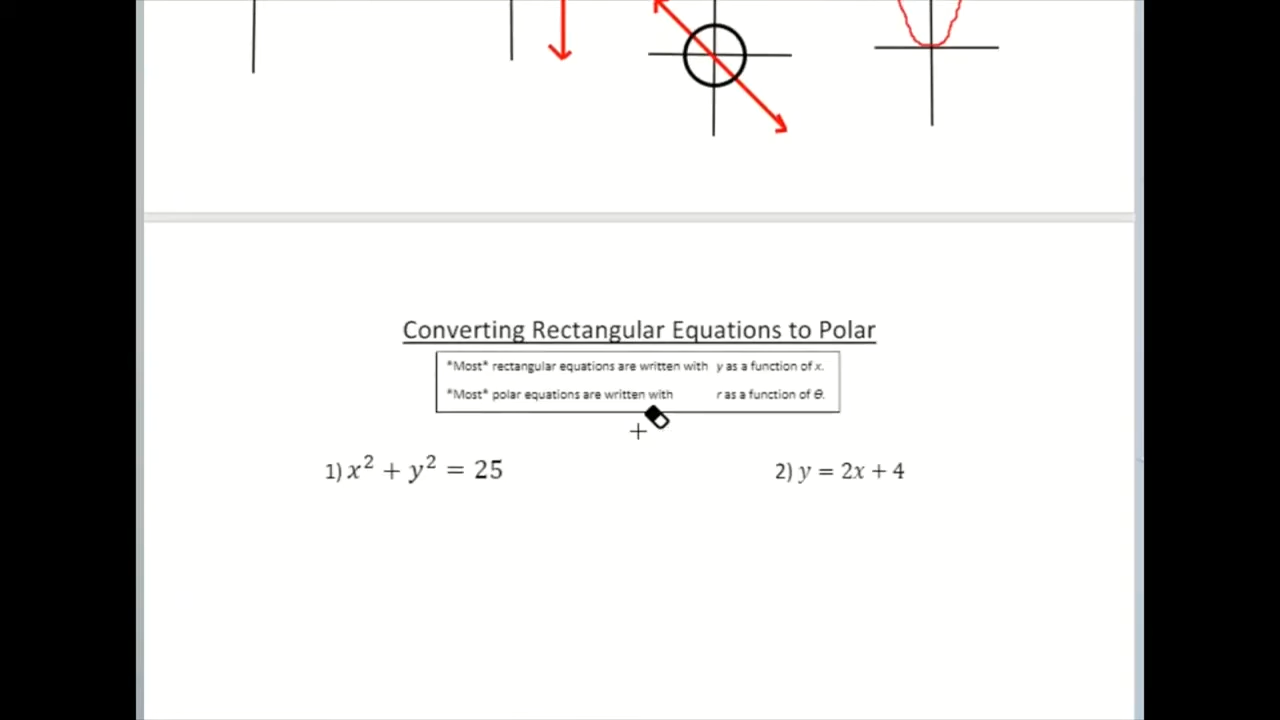 Converting Rectangular Equations to Polar
*Most* rectangular equations are written with y as a function of x.
*Most* polar equations are written with r as a function of θ.
1) x² + y² = 25
2) y = 2x + 4